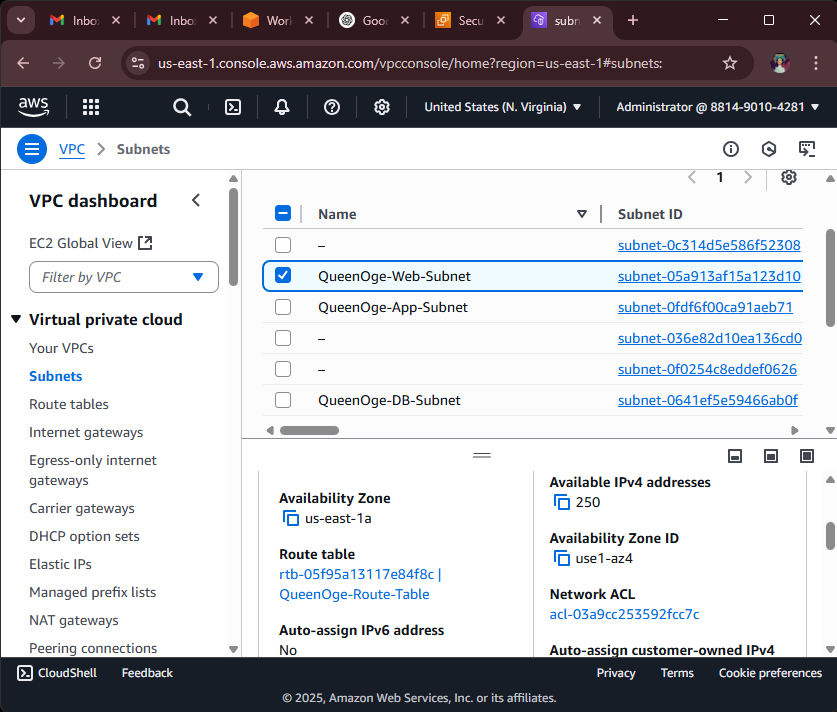 Inbo
Inbo
Work
Goo
Secu
subn
us-east-1.console.aws.amazon.com/vpcconsole/home?region=us-east-1#subnets:
aws
United States (N. Virginia)
Administrator @ 8814-9010-4281
VPC
Subnets
VPC dashboard
EC2 Global View
Filter by VPC
Virtual private cloud
Your VPCs
Subnets
Route tables
Internet gateways
Egress-only internet
gateways
Carrier gateways
DHCP option sets
Elastic IPs
Managed prefix lists
NAT gateways
Peering connections
1
Name
Subnet ID
– subnet-0c314d5e586f52308
QueenOge-Web-Subnet subnet-05a913af15a123d10
QueenOge-App-Subnet subnet-0fdf6f00ca91aeb71
– subnet-036e82d10ea136cd0
– subnet-0f0254c8eddef0626
QueenOge-DB-Subnet subnet-0641ef5e59466ab0f
Availability Zone
us-east-1a
Route table
rtb-05f95a13117e84f8c |
QueenOge-Route-Table
Auto-assign IPv6 address
No
Available IPv4 addresses
250
Availability Zone ID
use1-az4
Network ACL
acl-03a9cc253592fcc7c
Auto-assign customer-owned IPv4
CloudShell
Feedback
Privacy
Terms
Cookie preferences
© 2025, Amazon Web Services, Inc. or its affiliates.